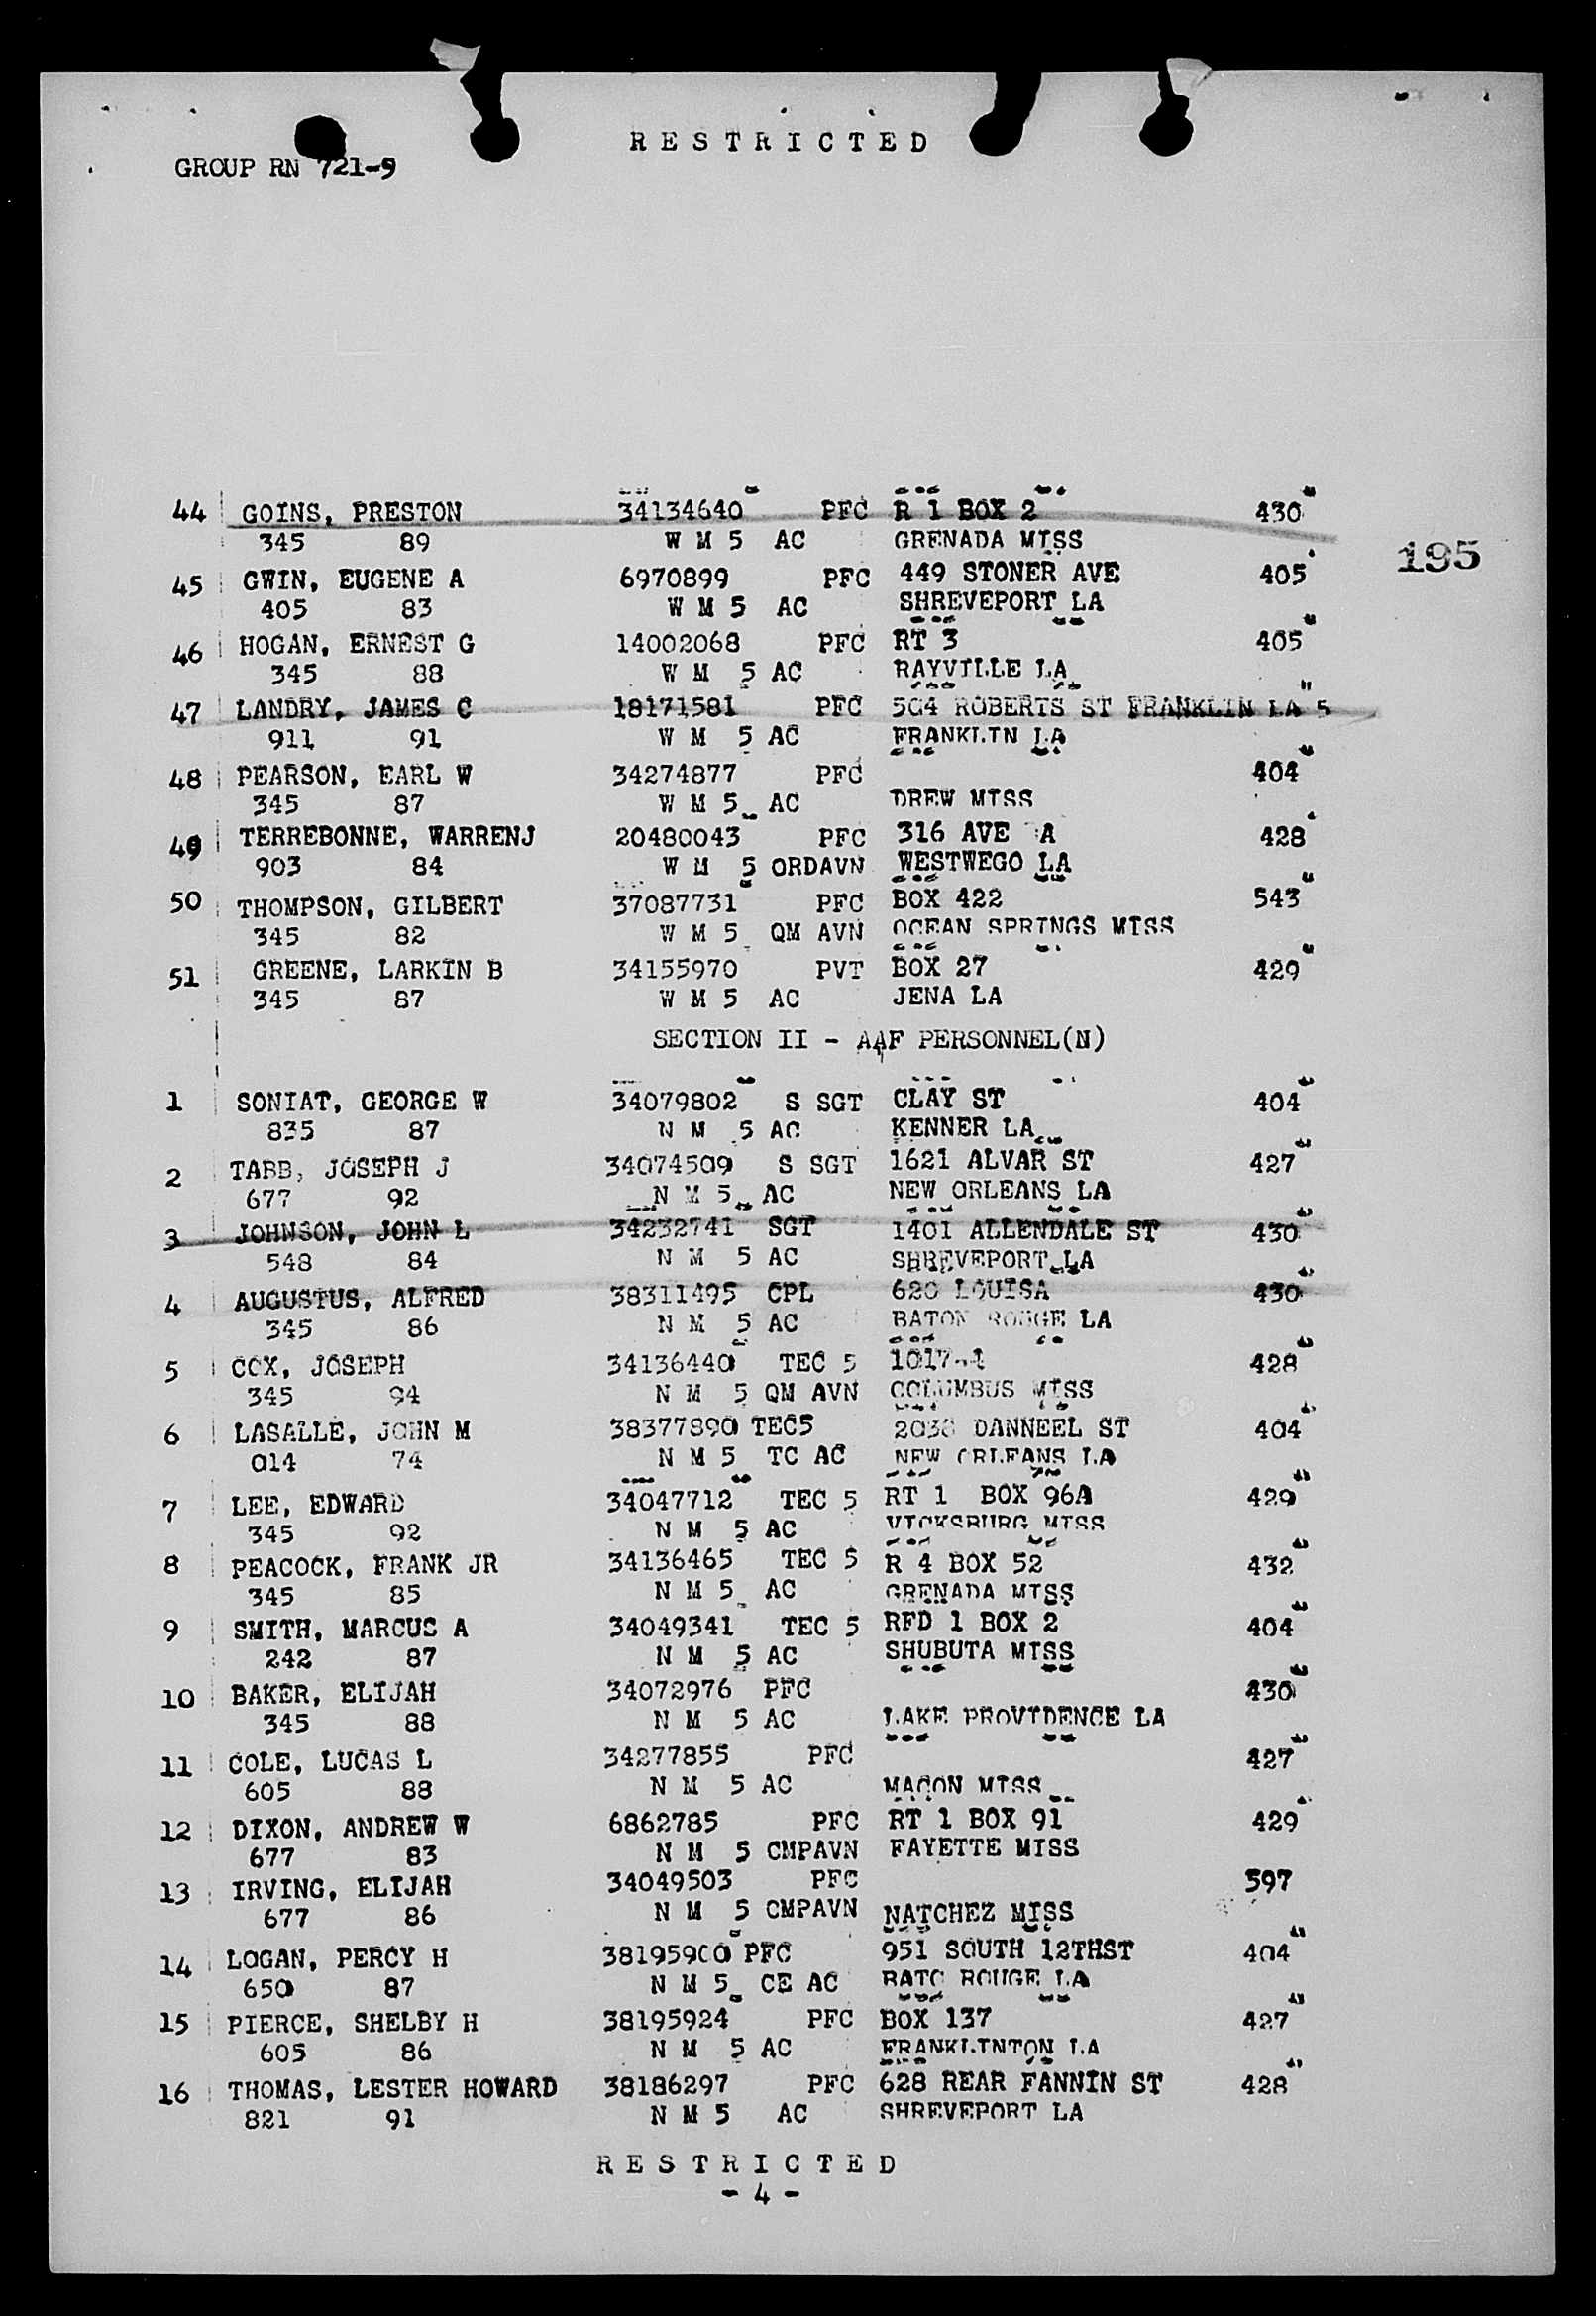 RESTRICTED
GROUP RN 721-9
44 GOINS, PRESTON 34134640 PFC R 1 BOX 2 430
345 89 W M 5 AC GRENADA MISS
195
45 GWIN, EUGENE A 6970899 PFC 449 STONER AVE 405
405 83 W M 5 AC SHREVEPORT LA
46 HOGAN, ERNEST G 14002068 PFC RT 3 405
345 88 W M 5 AC RAYVILLE LA
47 LANDRY, JAMES C 18171581 PFC 504 ROBERTS ST FRANKLIN LA 5
911 91 W M 5 AC FRANKLIN LA
48 PEARSON, EARL W 34274877 PFC 404
345 87 W M 5 AC DREW MISS
49 TERREBONNE, WARRENJ 20480043 PFC 316 AVE A 428
903 84 W M 5 ORDAVN WESTWEGO LA
50 THOMPSON, GILBERT 37087731 PFC BOX 422 543
345 82 W M 5 QM AVN OCEAN SPRINGS MISS
51 GREENE, LARKIN B 34155970 PVT BOX 27 429
345 87 W M 5 AC JENA LA
SECTION II - AAF PERSONNEL(N)
1 SONIAT, GEORGE W 34079802 S SGT CLAY ST 404
835 87 N M 5 AC KENNER LA
2 TABB, JOSEPH J 34074509 S SGT 1621 ALVAR ST 427
677 92 N M 5 AC NEW ORLEANS LA
3 JOHNSON, JOHN L 34232741 SGT 1401 ALLENDALE ST 430
548 84 N M 5 AC SHREVEPORT LA
4 AUGUSTUS, ALFRED 38311495 CPL 620 LOUISA 430
345 86 N M 5 AC BATON ROUGE LA
5 COX, JOSEPH 34136440 TEC 5 428
345 94 N M 5 QM AVN COLUMBUS MISS
6 LASALLE, JOHN M 38377890 TEC5 DANNEEL ST 404
014 74 N M 5 TC AC NEW ORLEANS LA
7 LEE, EDWARD 34047712 TEC 5 RT 1 BOX 96A 429
345 92 N M 5 AC VICKSBURG MISS
8 PEACOCK, FRANK JR 34136465 TEC 5 R 4 BOX 52 432
345 85 N M 5 AC GRENADA MISS
9 SMITH, MARCUS A 34049341 TEC 5 RFD 1 BOX 2 404
242 87 N M 5 AC SHUBUTA MISS
10 BAKER, ELIJAH 34072976 PFC 430
345 88 N M 5 AC LAKE PROVIDENCE LA
11 COLE, LUCAS L 34277855 PFC 427
605 88 N M 5 AC MACON MISS
12 DIXON, ANDREW W 6862785 PFC RT 1 BOX 91 429
677 83 N M 5 CMPAVN FAYETTE MISS
13 IRVING, ELIJAH 34049503 PFC 597
677 86 N M 5 CMPAVN NATCHEZ MISS
14 LOGAN, PERCY H 38195900 PFC 951 SOUTH 12THST 404
650 87 N M 5 CE AC BATO ROUGE LA
15 PIERCE, SHELBY H 38195924 PFC BOX 137 427
605 86 N M 5 AC FRANKLINTON LA
16 THOMAS, LESTER HOWARD 38186297 PFC 628 REAR FANNIN ST 428
821 91 N M 5 AC SHREVEPORT LA
RESTRICTED
- 4 -